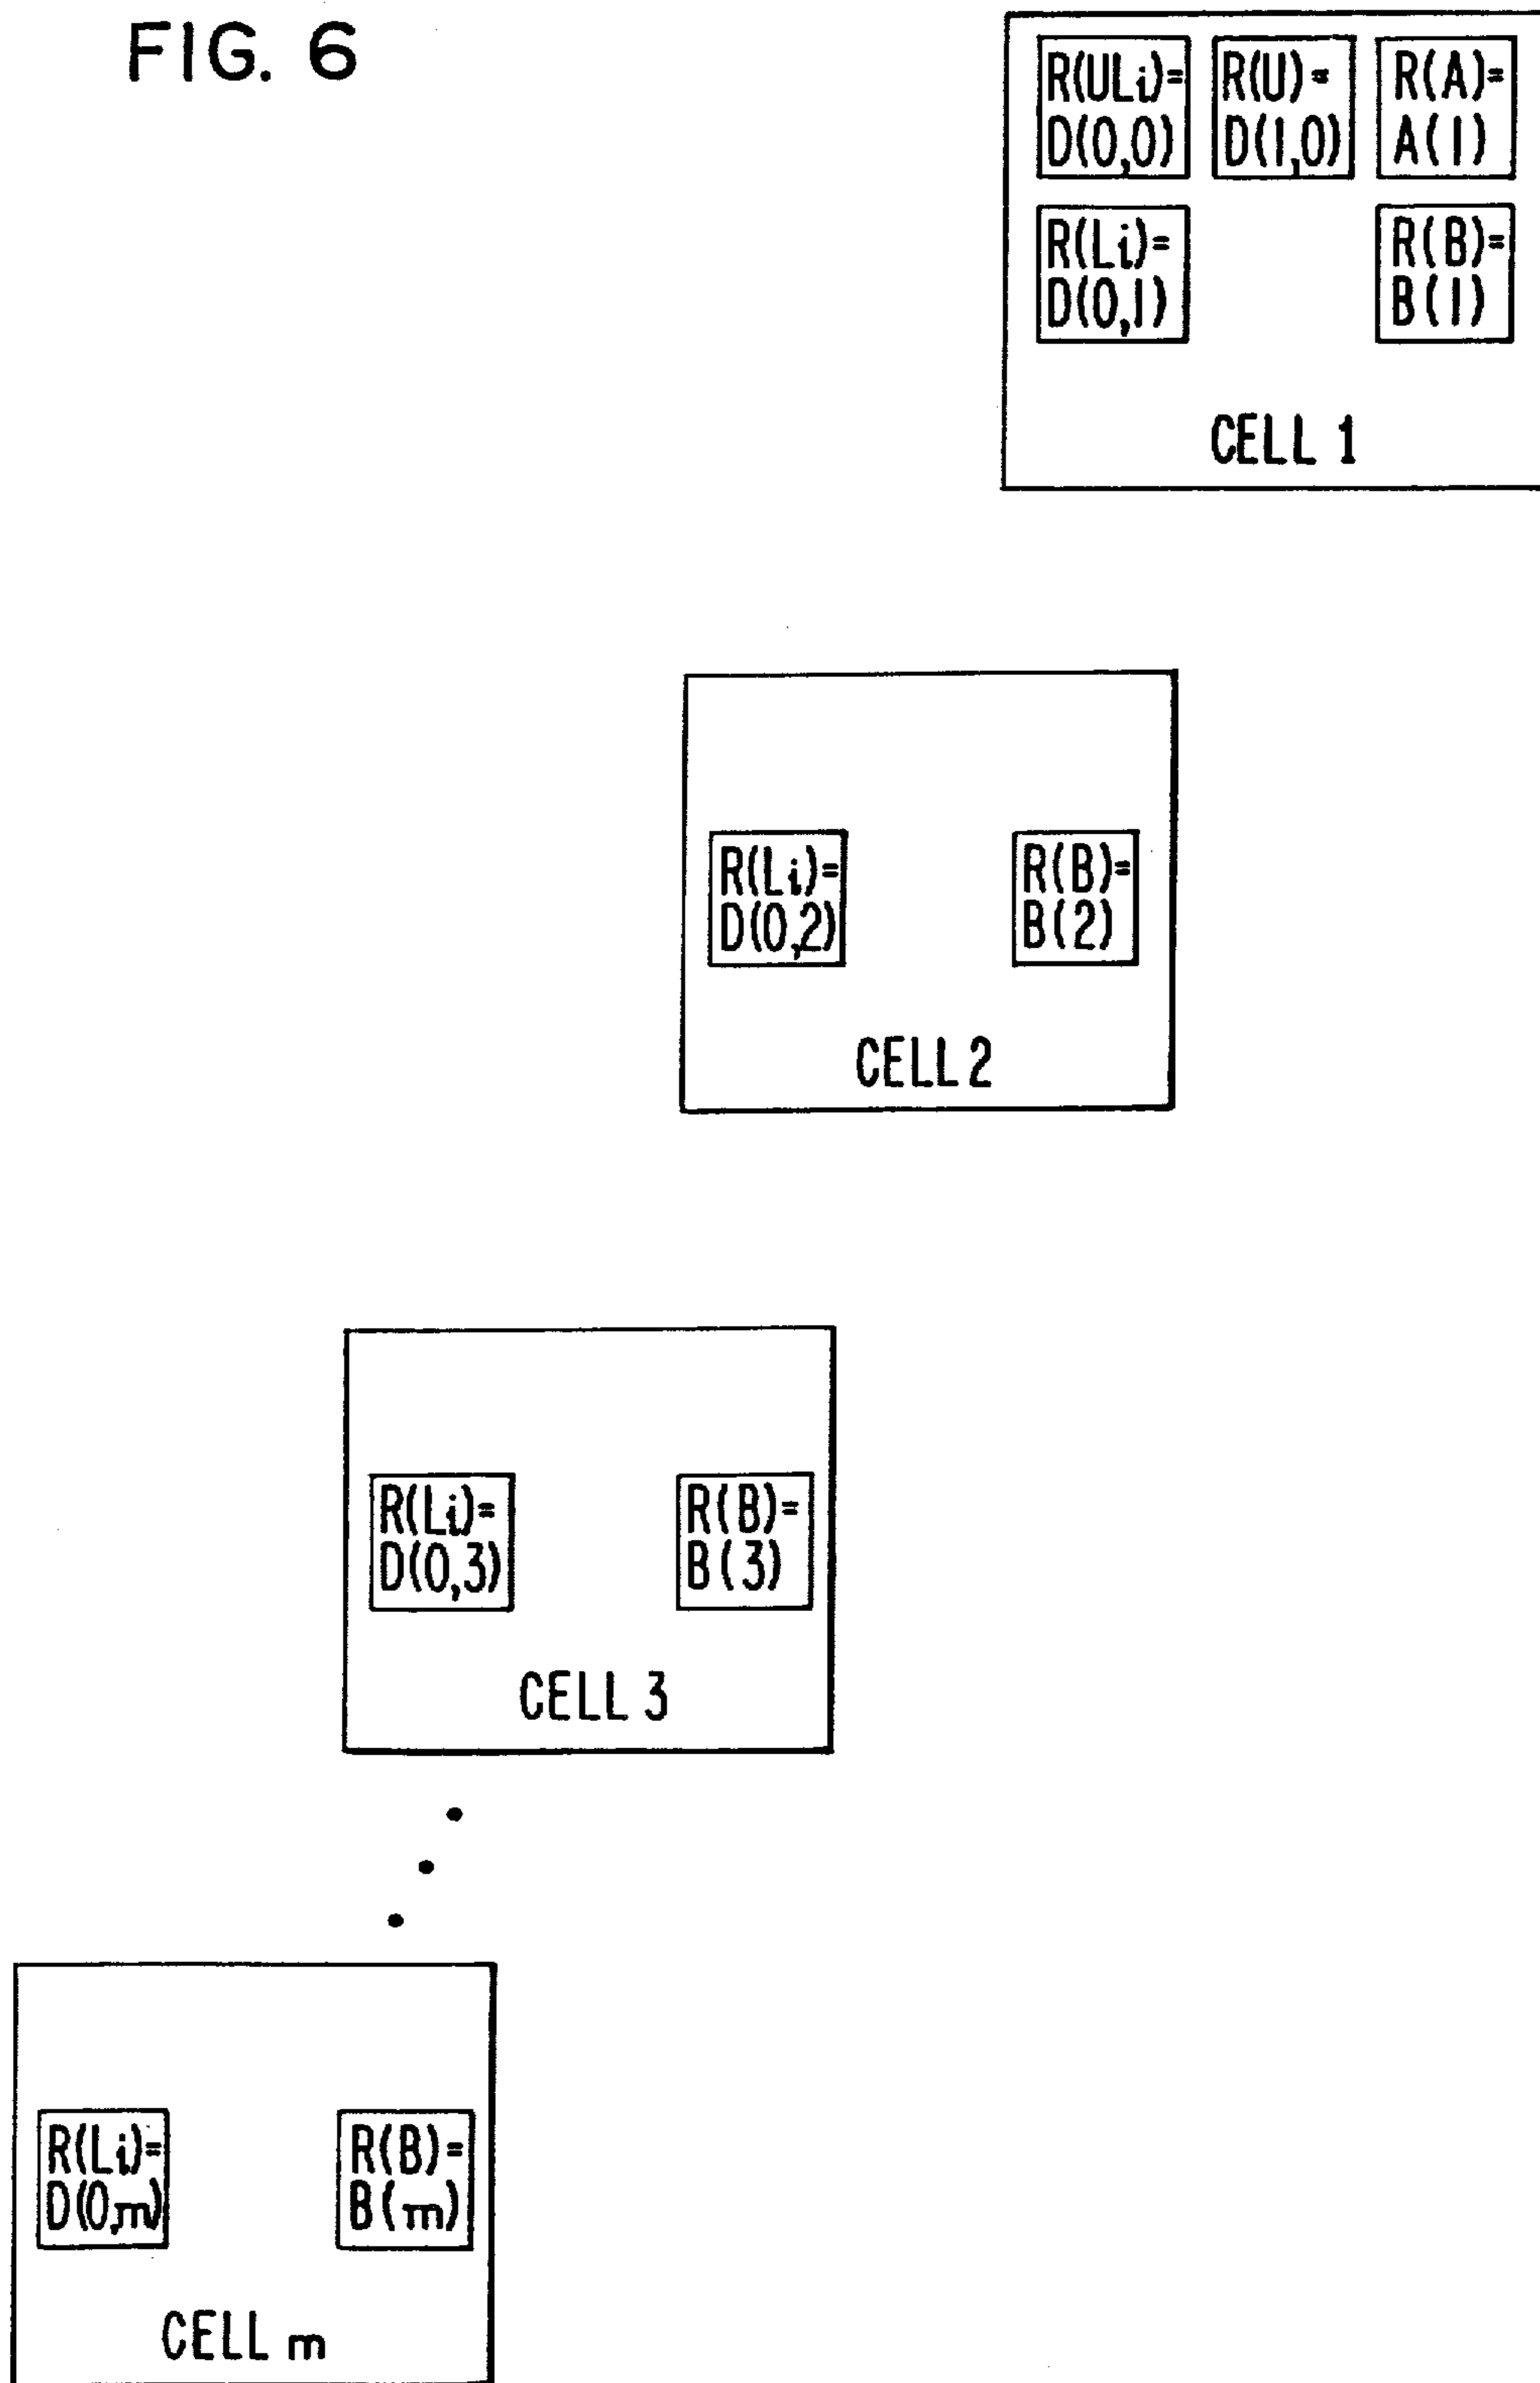 FIG. 6
R(ULi)=
D(0,0)
R(U)=
D(1,0)
R(A)=
A(1)
R(Li)=
D(0,1)
R(B)=
B(1)
CELL 1
R(Li)=
D(0,2)
R(B)=
B(2)
CELL 2
R(Li)=
D(0,3)
R(B)=
B(3)
CELL 3
R(Li)=
D(0,m)
R(B)=
B(m)
CELL m